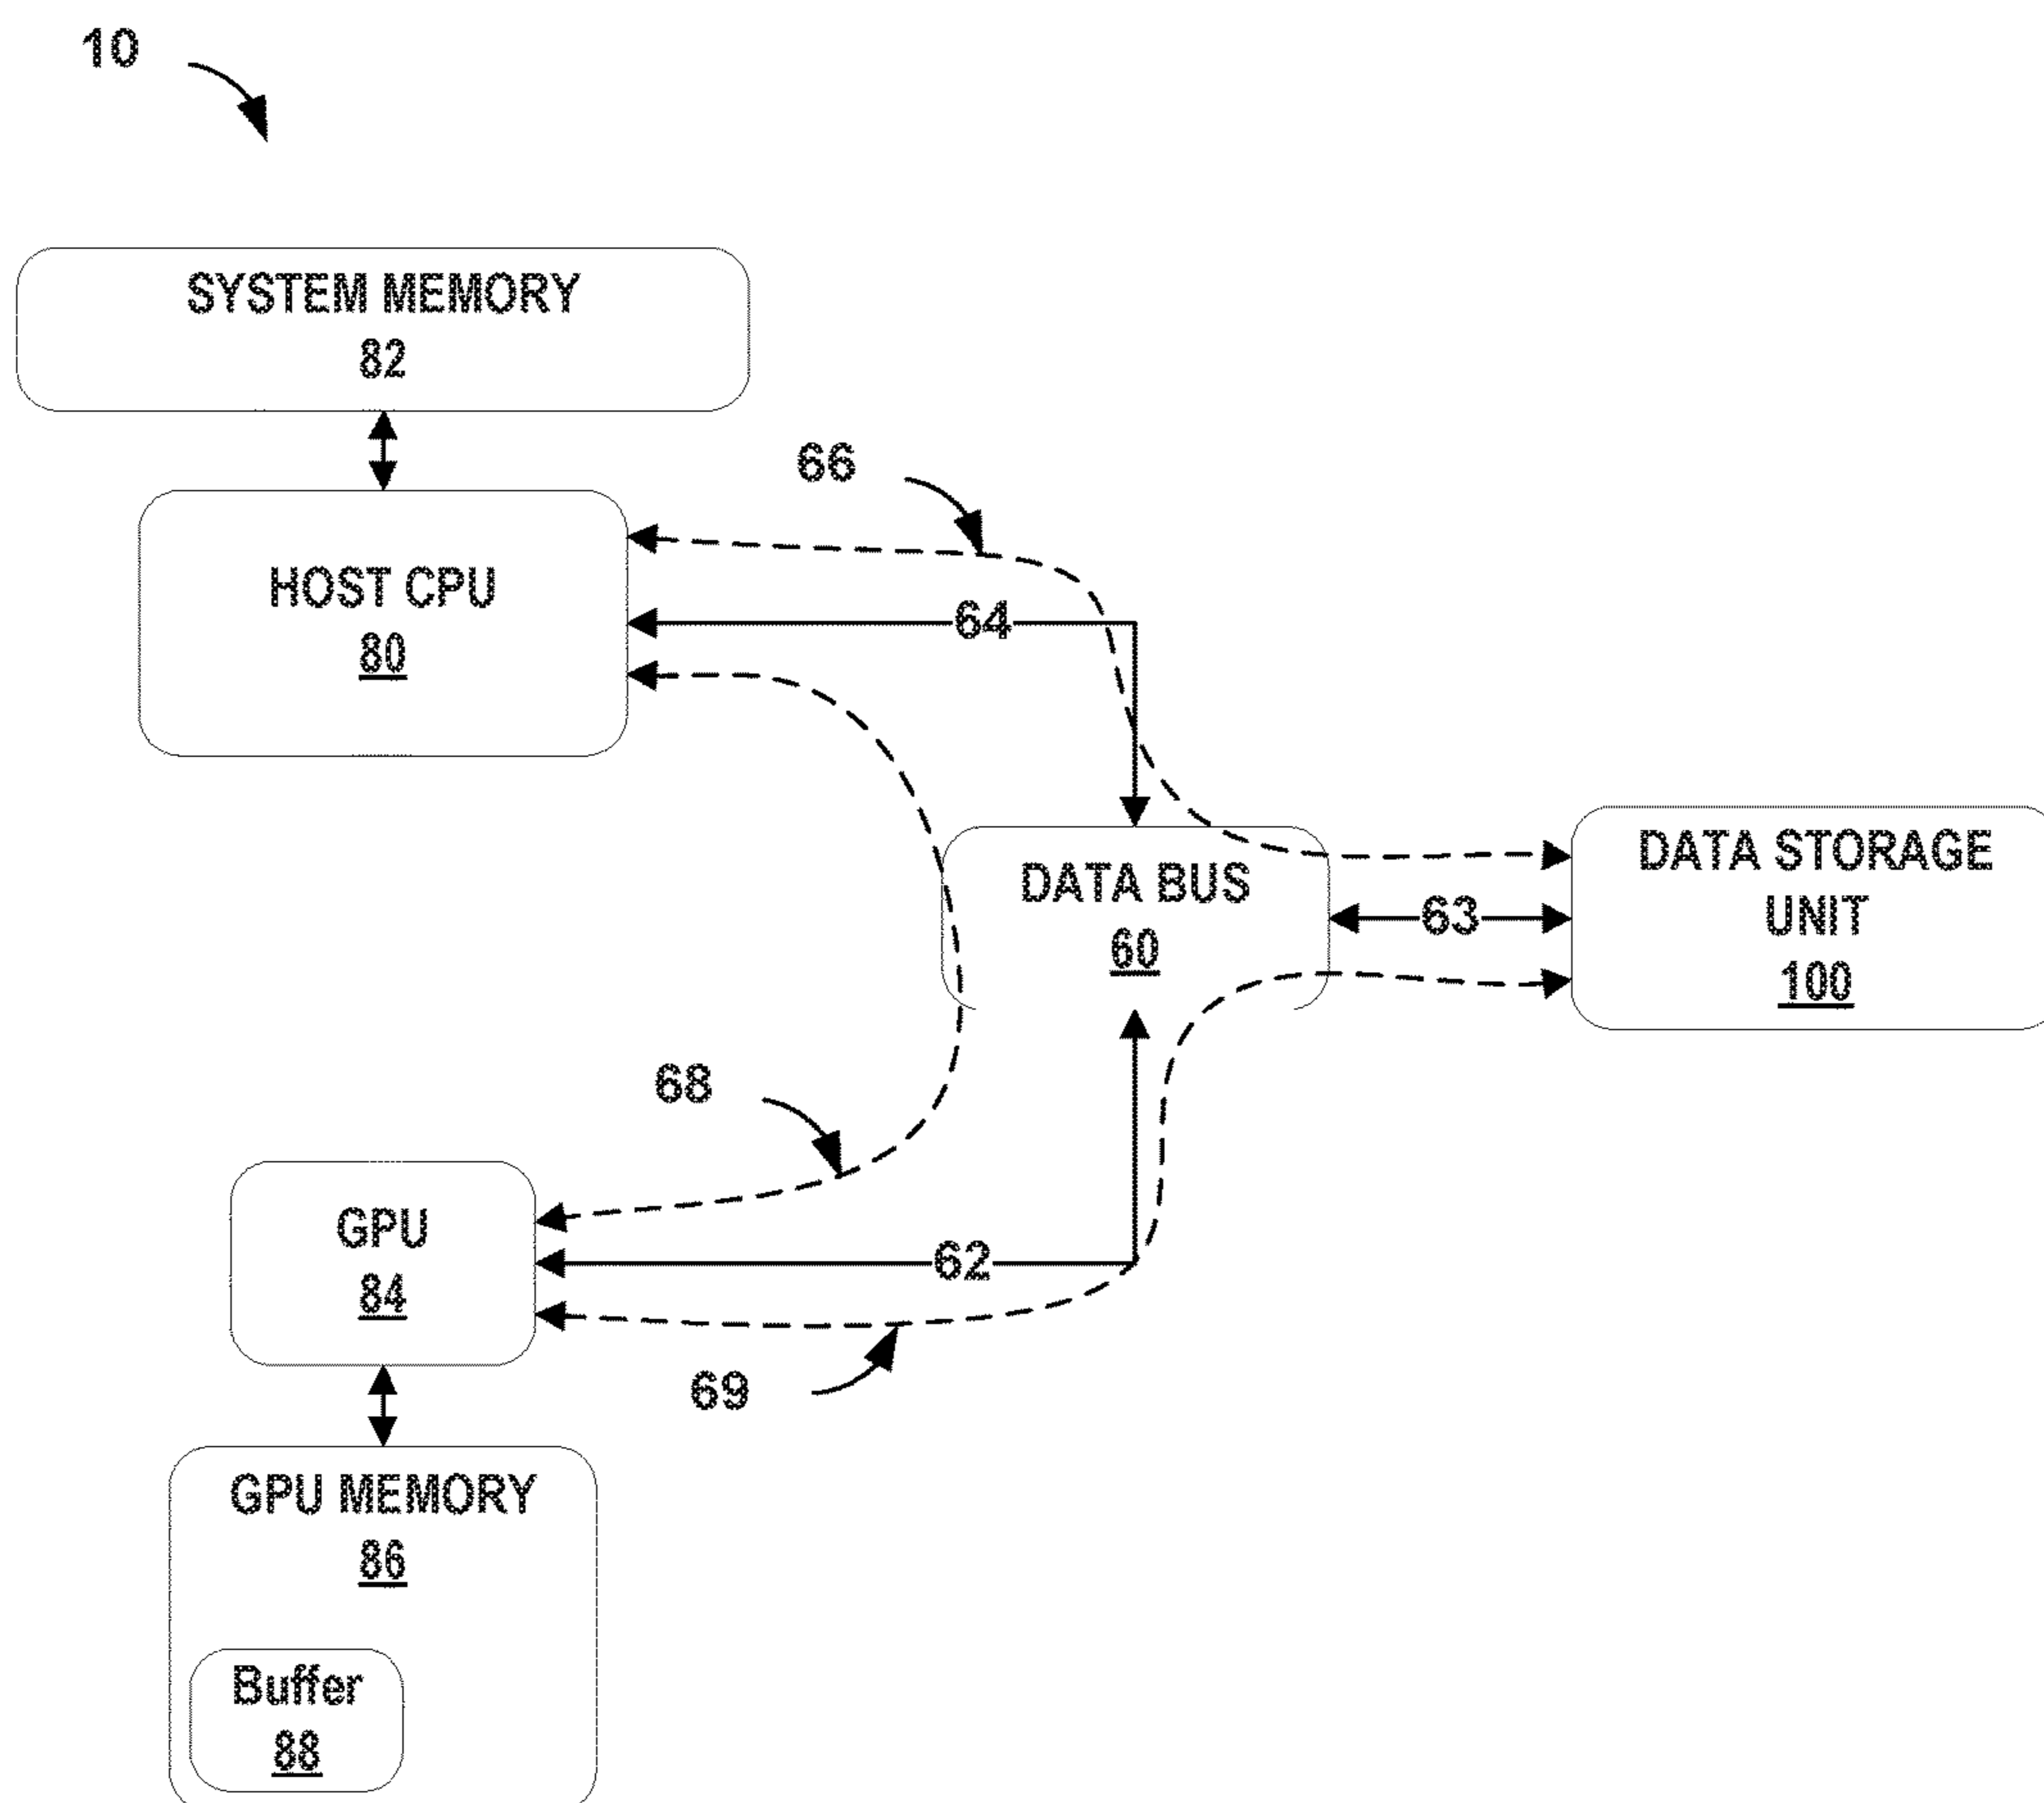 10
SYSTEM MEMORY
82
66
HOST CPU
80
64
DATA BUS
60
63
DATA STORAGE
UNIT
100
68
GPU
84
62
69
GPU MEMORY
86
Buffer
88